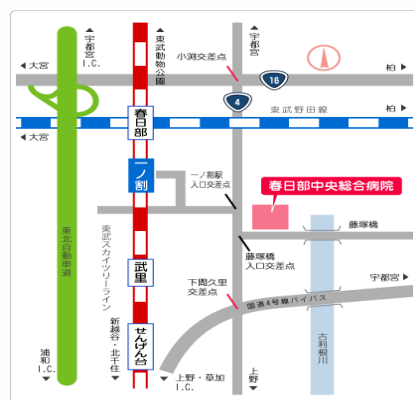 宇都宮
I.C.
東武動物公園
宇都宮
小渕交差点
大宮
柏
16
4
柏
東武野田線
大宮
春日部
一ノ割
一ノ割駅
入口交差点
春日部中央総合病院
藤塚橋
東北自動車道
東武スカイツリーライン
武里
藤塚橋
入口交差点
下間久里
交差点
宇都宮
国道4号線バイパス
古利根川
せんげん台
新越谷・北千住
浦和
I.C.
上野・草加
I.C.
上野